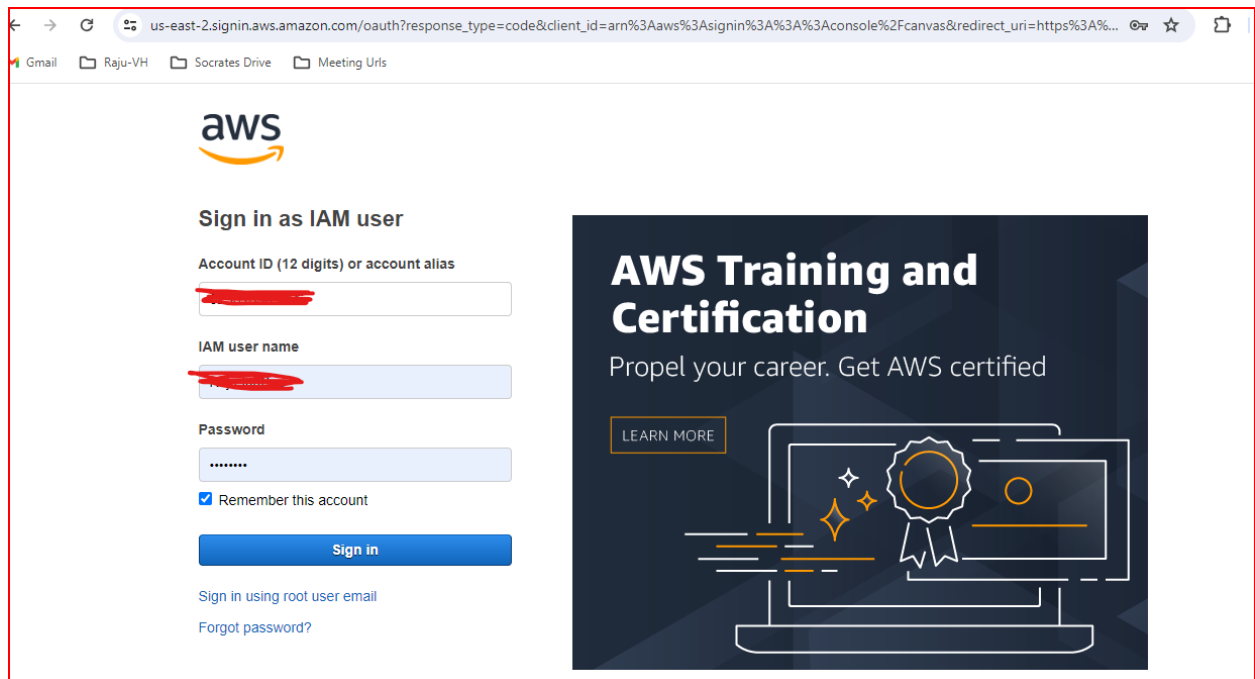 us-east-2.signin.aws.amazon.com/oauth?response_type=code&client_id=arn%3Aaws%3Asignin%3A%3A%3Aconsole%2Fcanvas&redirect_uri=https%3A%...
Gmail Raju-VH Socrates Drive Meeting Urls
aws
Sign in as IAM user
Account ID (12 digits) or account alias
IAM user name
Password
••••••••
Remember this account
Sign in
Sign in using root user email
Forgot password?
AWS Training and
Certification
Propel your career. Get AWS certified
LEARN MORE